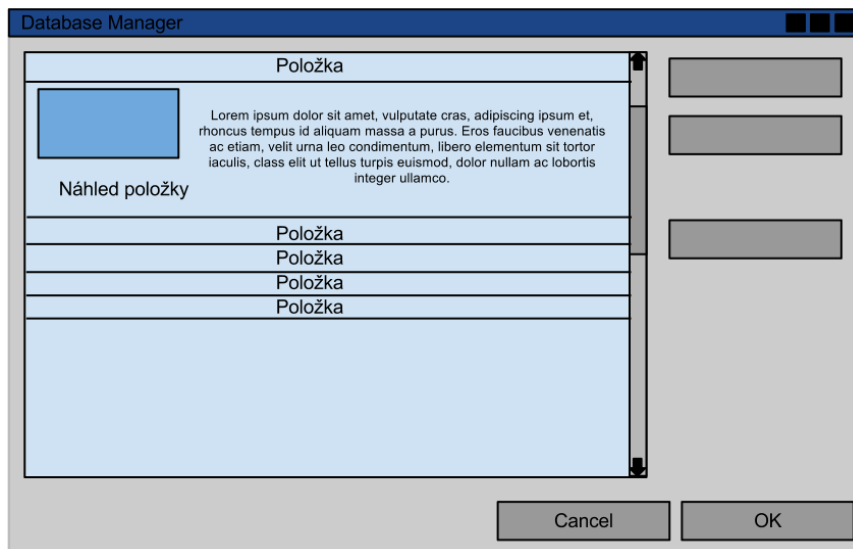 Database Manager
Položka
Lorem ipsum dolor sit amet, vulputate cras, adipiscing ipsum et,
rhoncus tempus id aliquam massa a purus. Eros faucibus venenatis
ac etiam, velit urna leo condimentum, libero elementum sit tortor
iaculis, class elit ut tellus turpis euismod, dolor nullam ac lobortis
integer ullamco.
Náhled položky
Položka
Položka
Položka
Položka
Cancel
OK